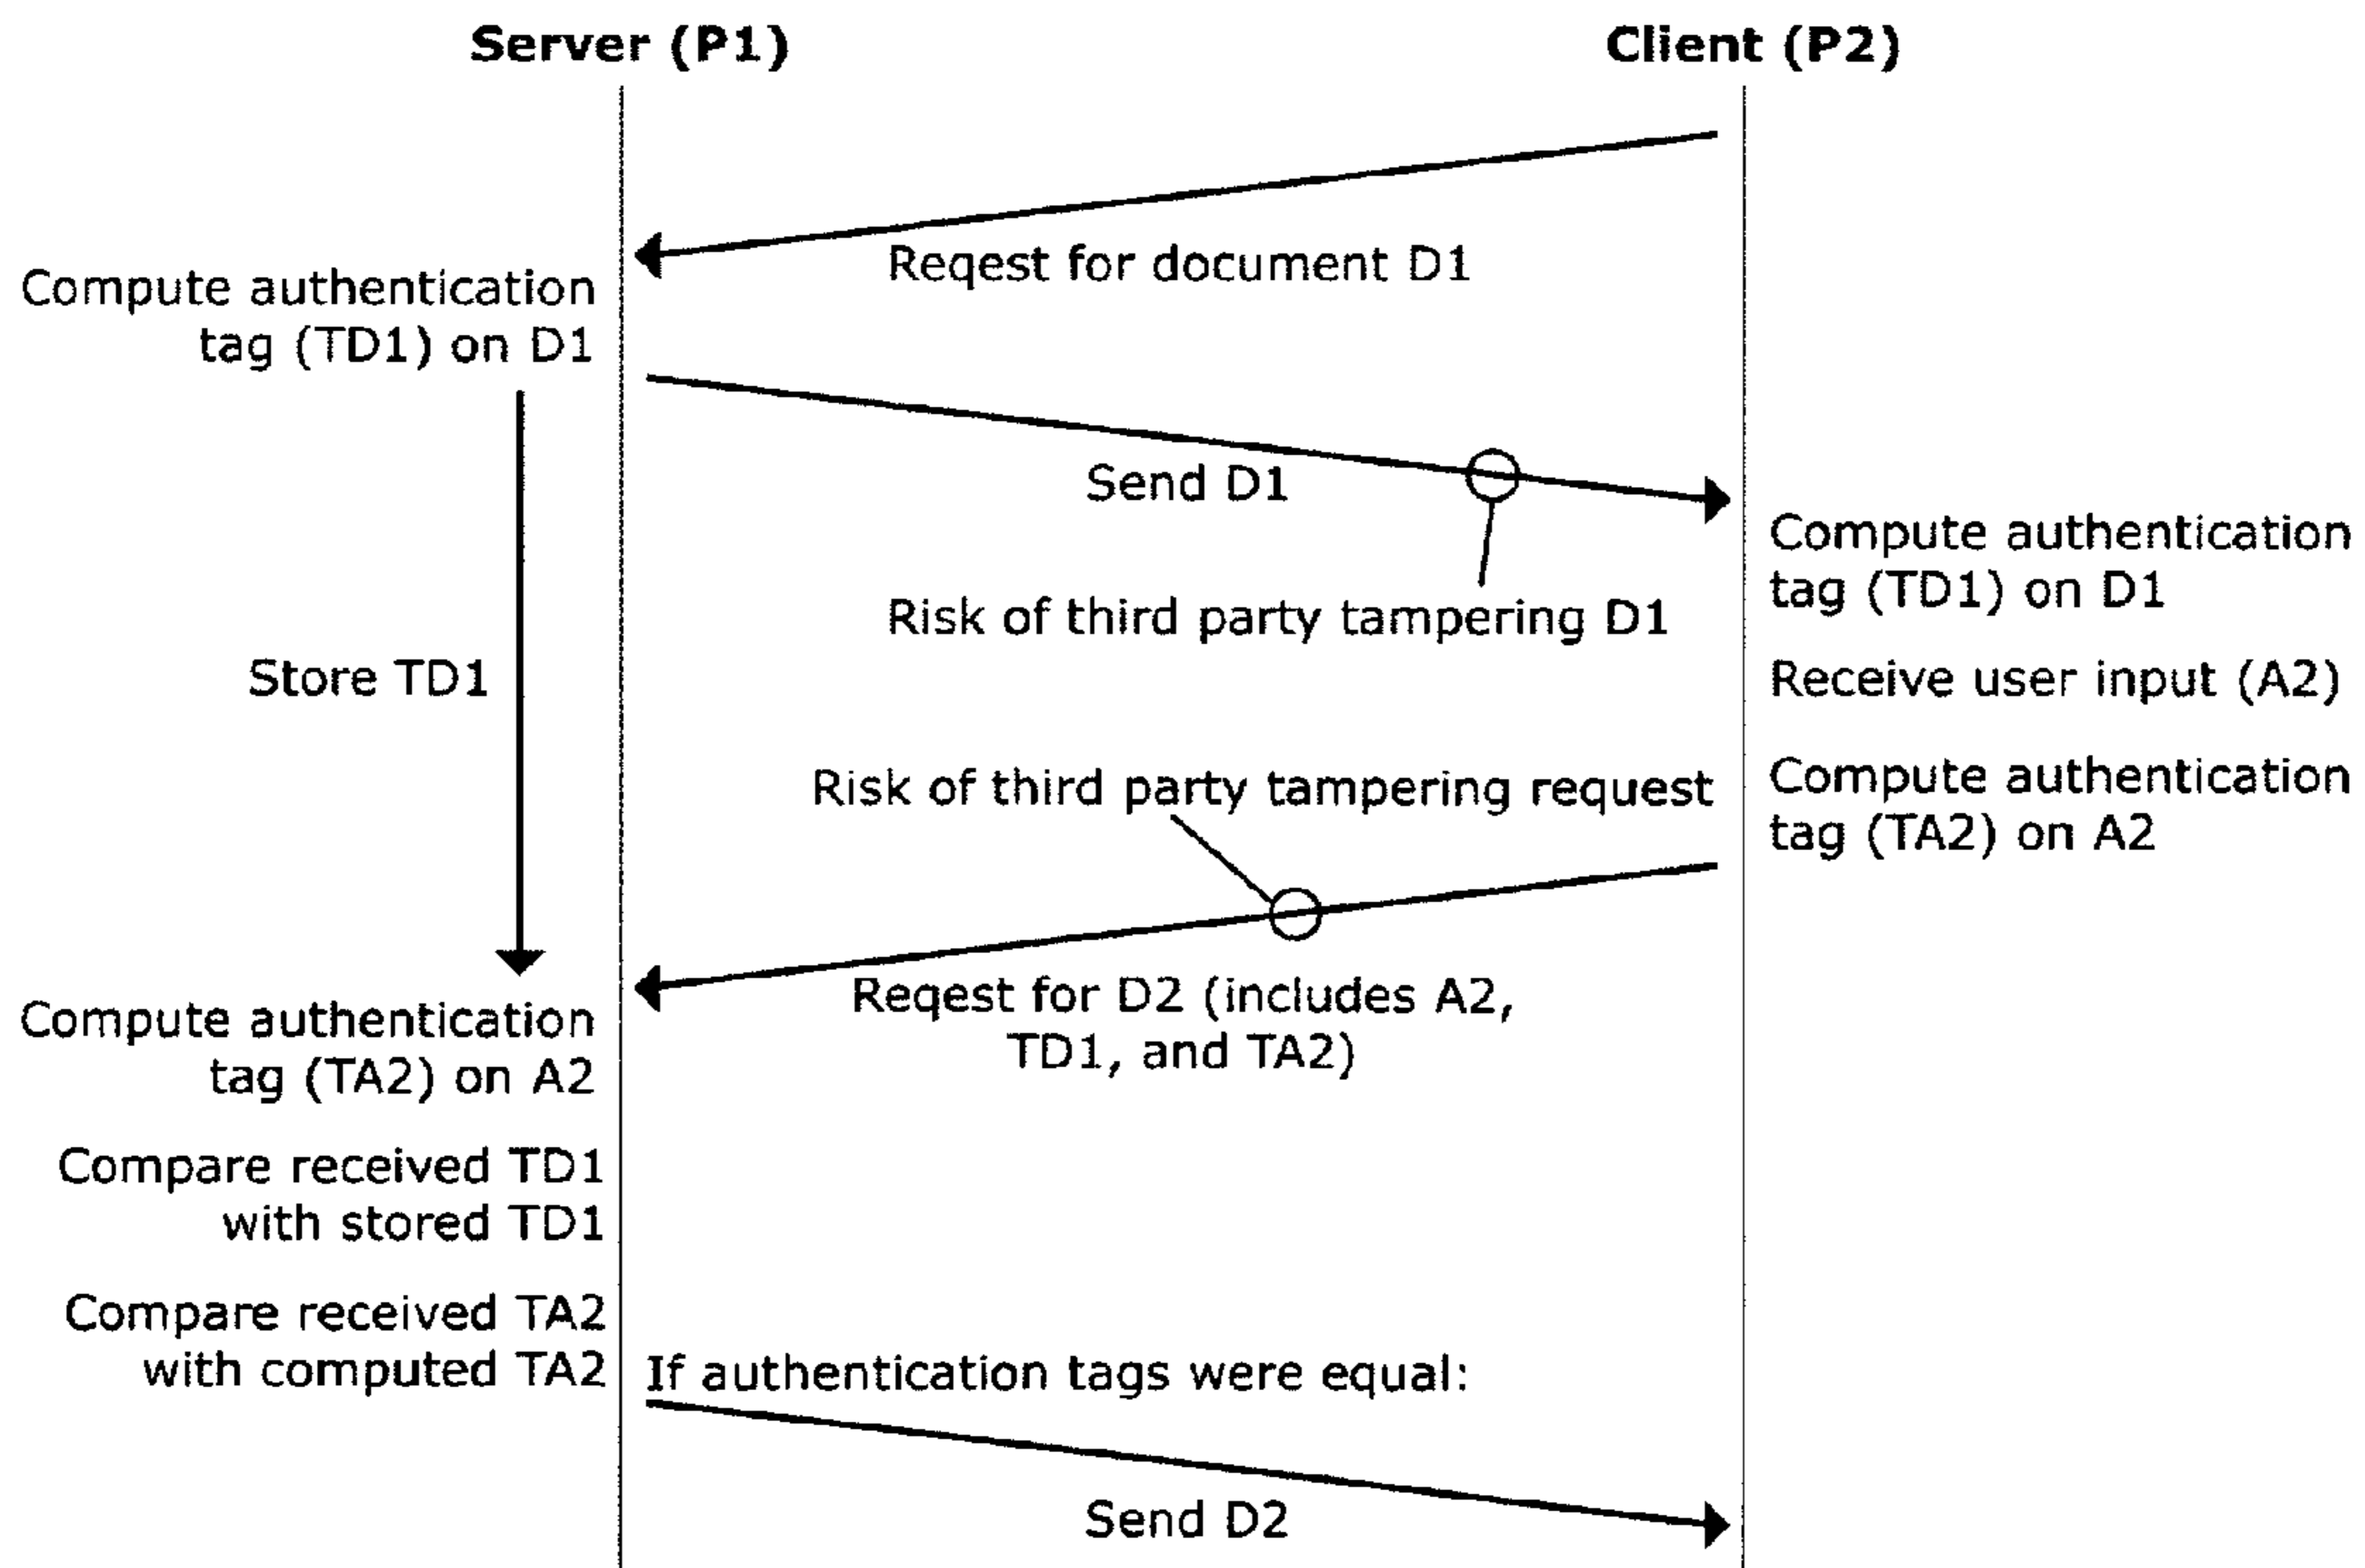 Server (P1)
Client (P2)
Reqest for document D1
Compute authentication
tag (TD1) on D1
Send D1
Compute authentication
tag (TD1) on D1
Risk of third party tampering D1
Store TD1
Receive user input (A2)
Risk of third party tampering request
Compute authentication
tag (TA2) on A2
Reqest for D2 (includes A2,
TD1, and TA2)
Compute authentication
tag (TA2) on A2
Compare received TD1
with stored TD1
Compare received TA2
with computed TA2
If authentication tags were equal:
Send D2